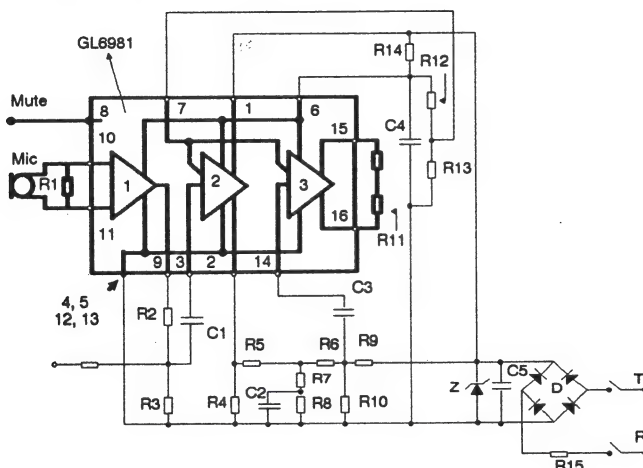 GL6981
R14
R12
Mute
8
7
1
6
10
15
C4
Mic
R1
1
2
3
R13
16
R11
11
9
3
2
14
4, 5
12, 13
R2
C1
C3
R5
R6
R9
R7
Z
C5
D
T
R3
R4
C2
R8
R10
R
R15